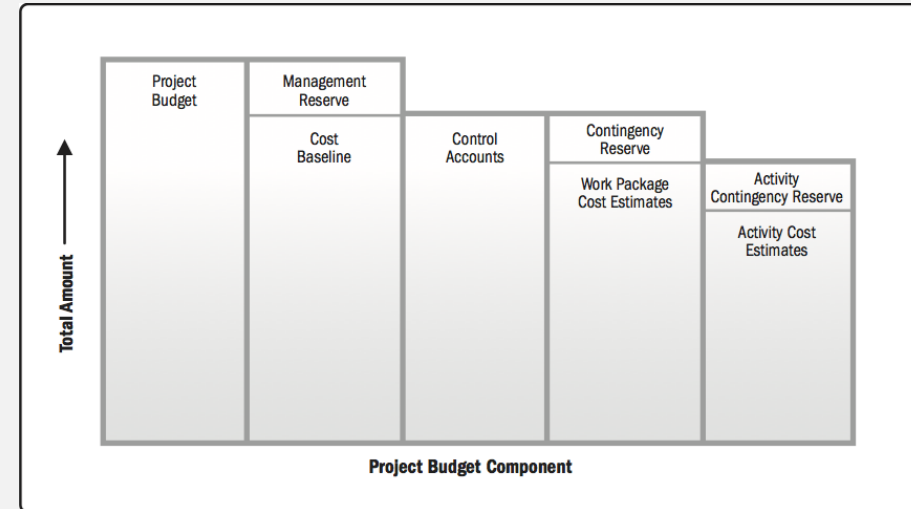 Project
Budget
Management
Reserve
Cost
Baseline
Control
Accounts
Contingency
Reserve
Work Package
Cost Estimates
Activity
Contingency Reserve
Activity Cost
Estimates
Total Amount
Project Budget Component